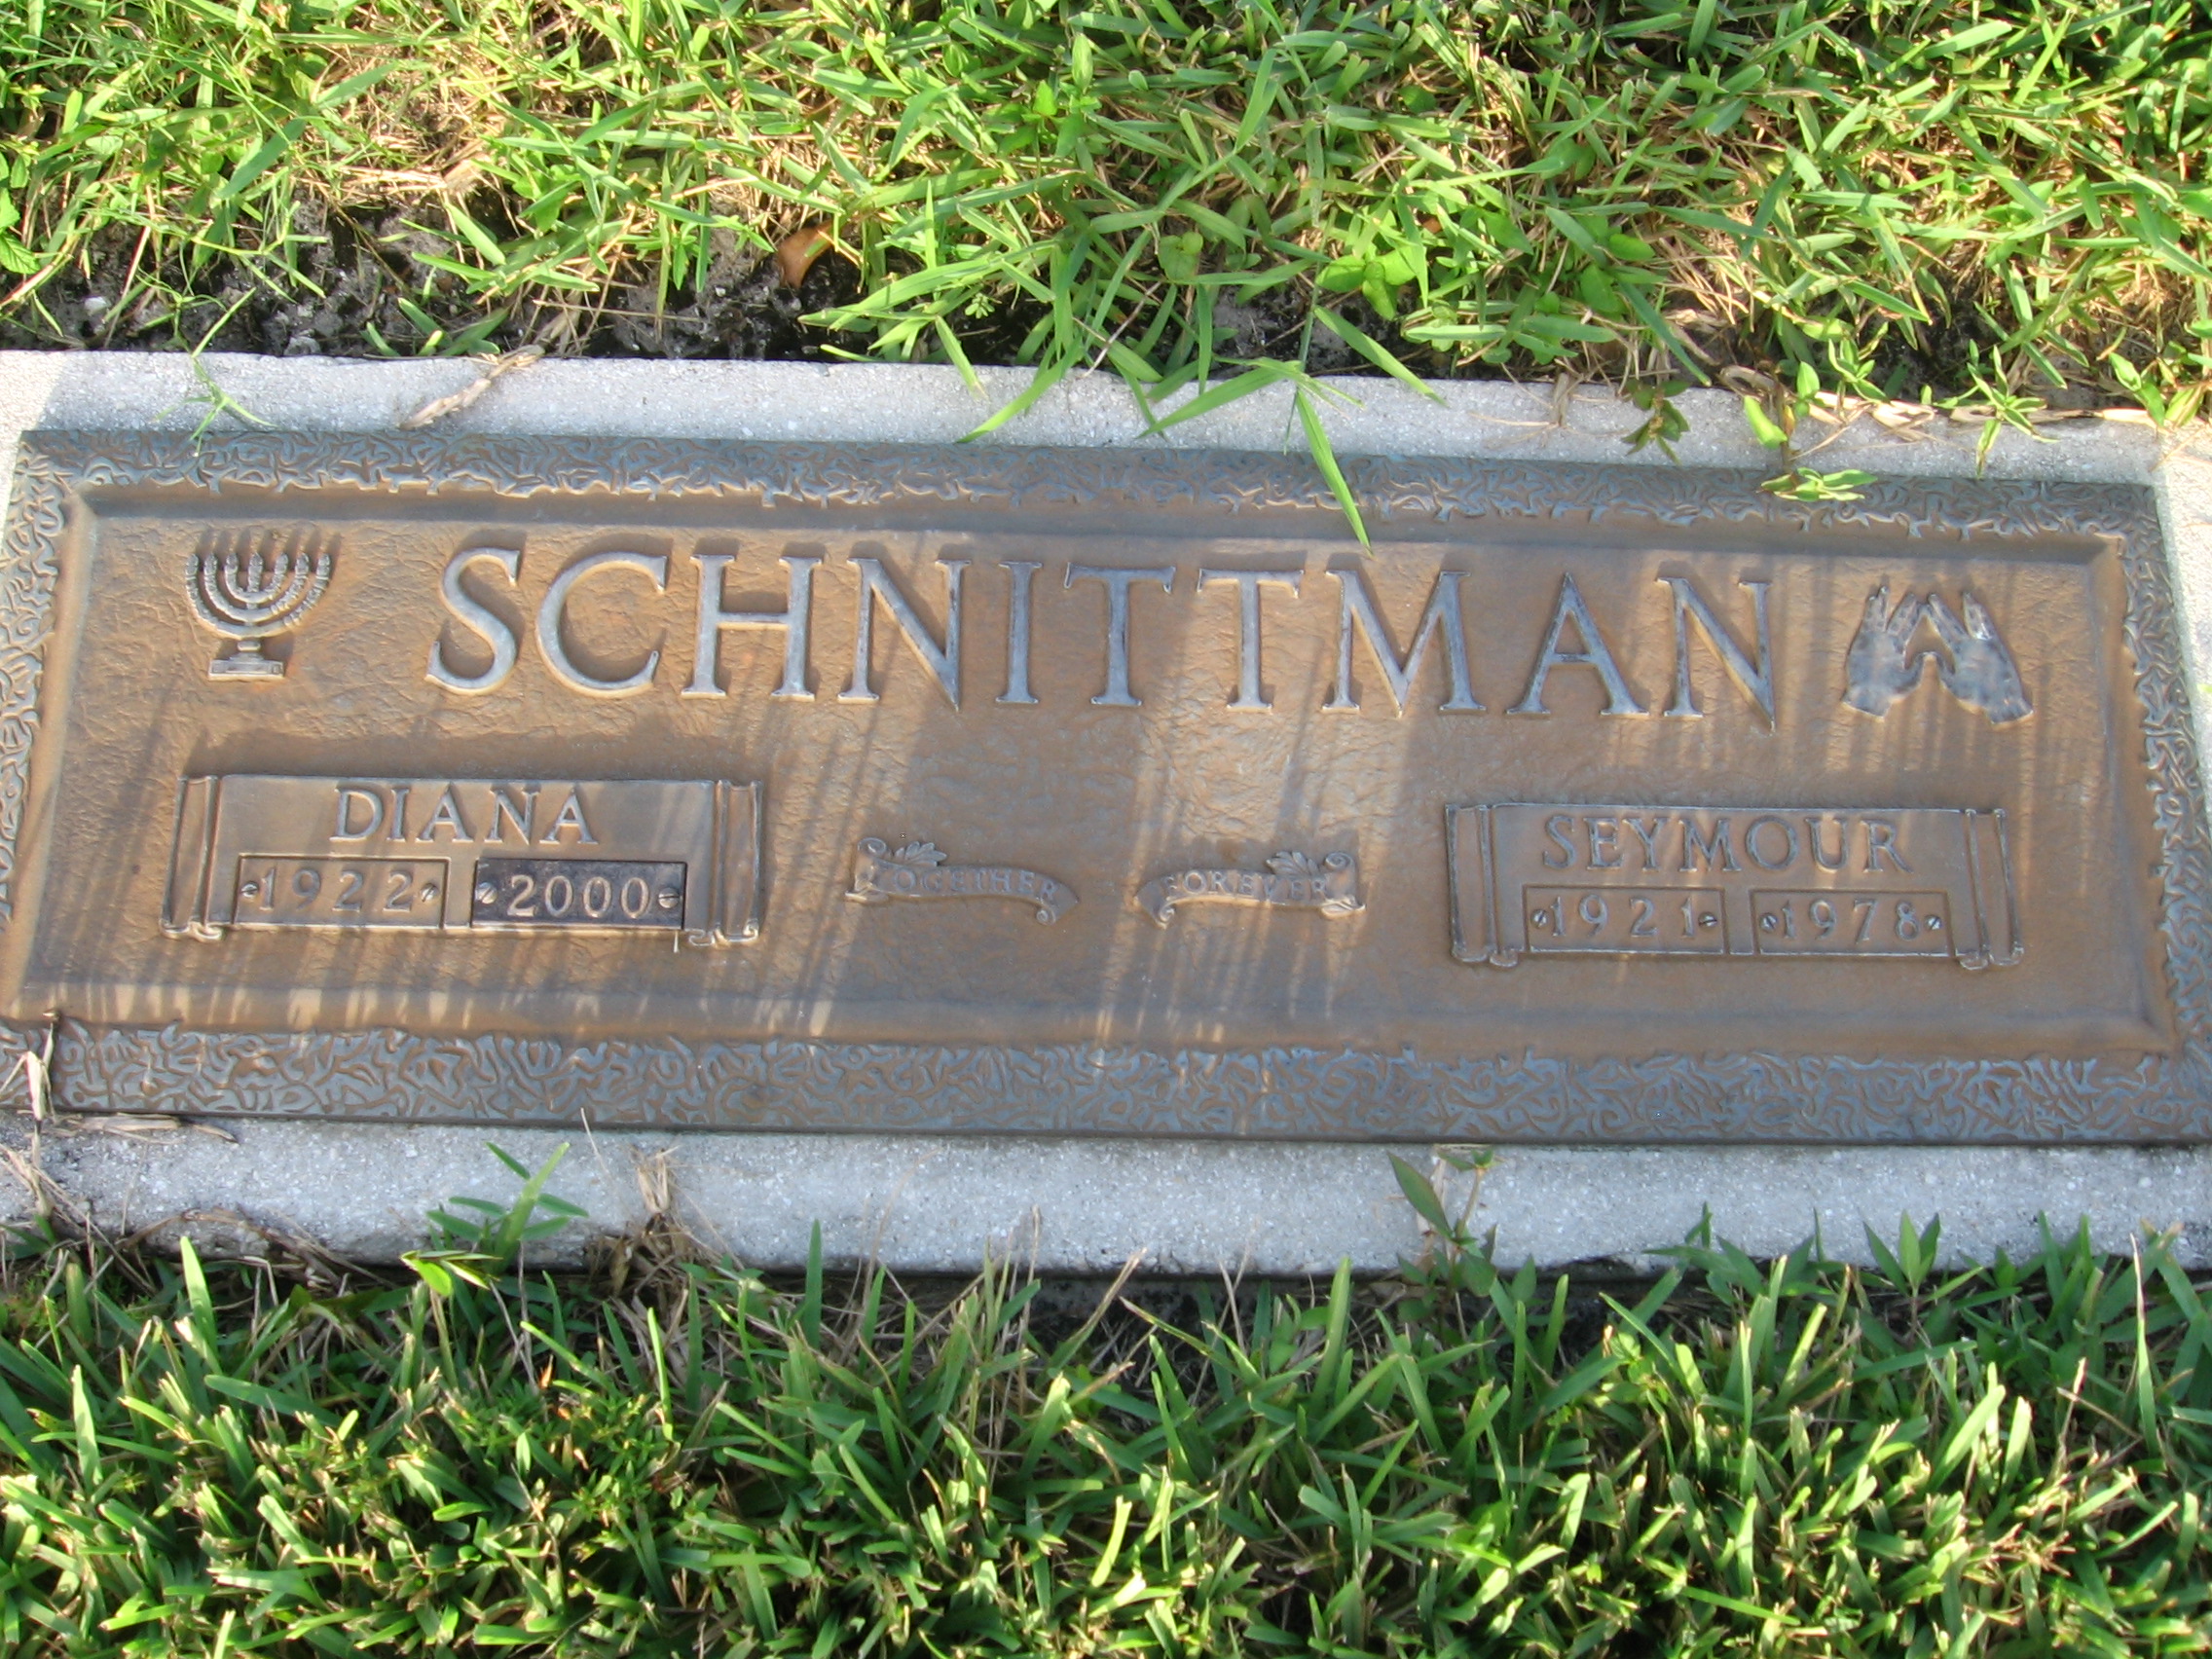 SCHNITTMAN
DIANA
1922 2000
TOGETHER FOREVER
SEYMOUR
1921 1978